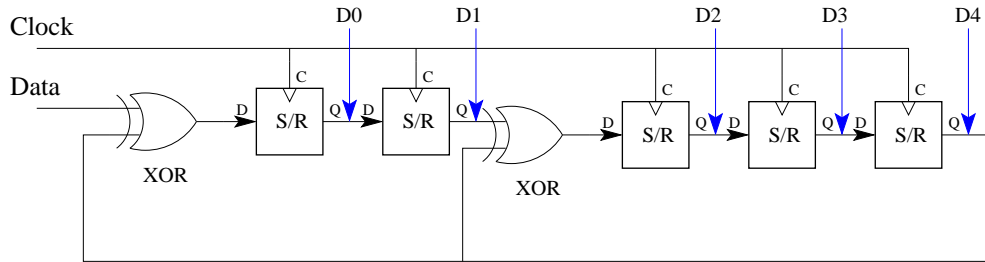 D0 D1 D2 D3 D4
Clock
Data
C C C C C
D S/R Q D S/R Q D S/R Q D S/R Q D S/R Q
XOR XOR